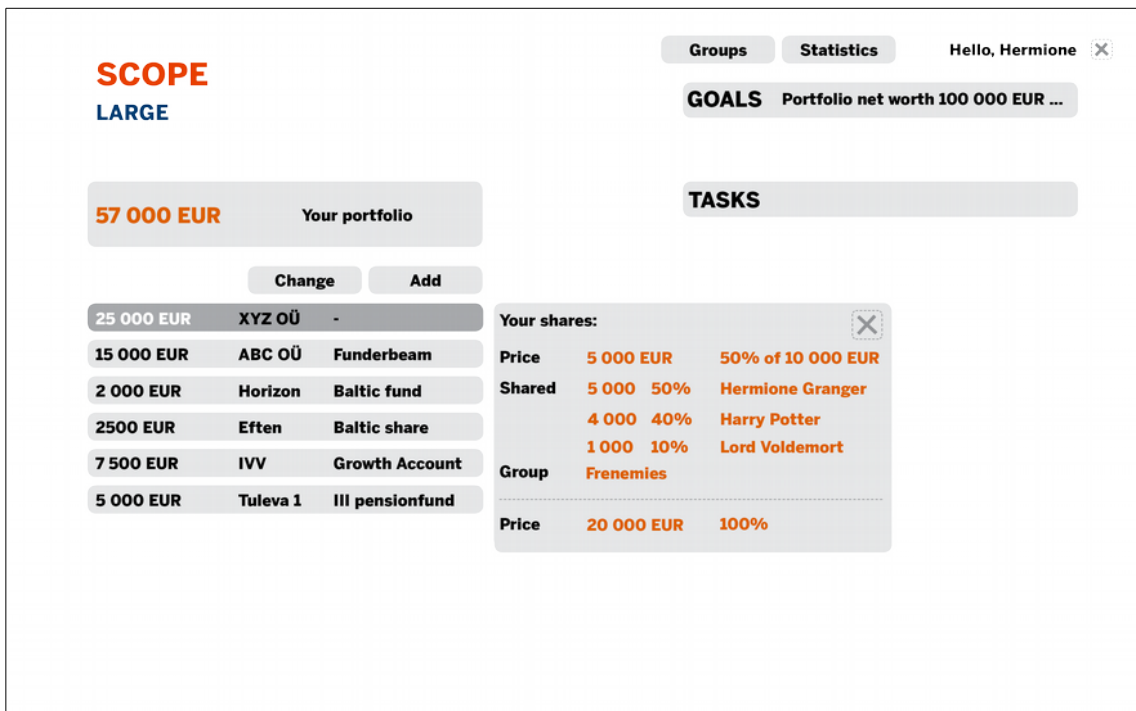 Groups Statistics Hello, Hermione
SCOPE
LARGE
GOALS Portfolio net worth 100 000 EUR ...
TASKS
57 000 EUR Your portfolio
Change Add
25 000 EUR XYZ OÜ -
15 000 EUR ABC OÜ Funderbeam
2 000 EUR Horizon Baltic fund
2500 EUR Eften Baltic share
7 500 EUR IVV Growth Account
5 000 EUR Tuleva 1 III pensionfund
Your shares:
Price 5 000 EUR 50% of 10 000 EUR
Shared 5 000 50% Hermione Granger
4 000 40% Harry Potter
1 000 10% Lord Voldemort
Group Frenemies
Price 20 000 EUR 100%